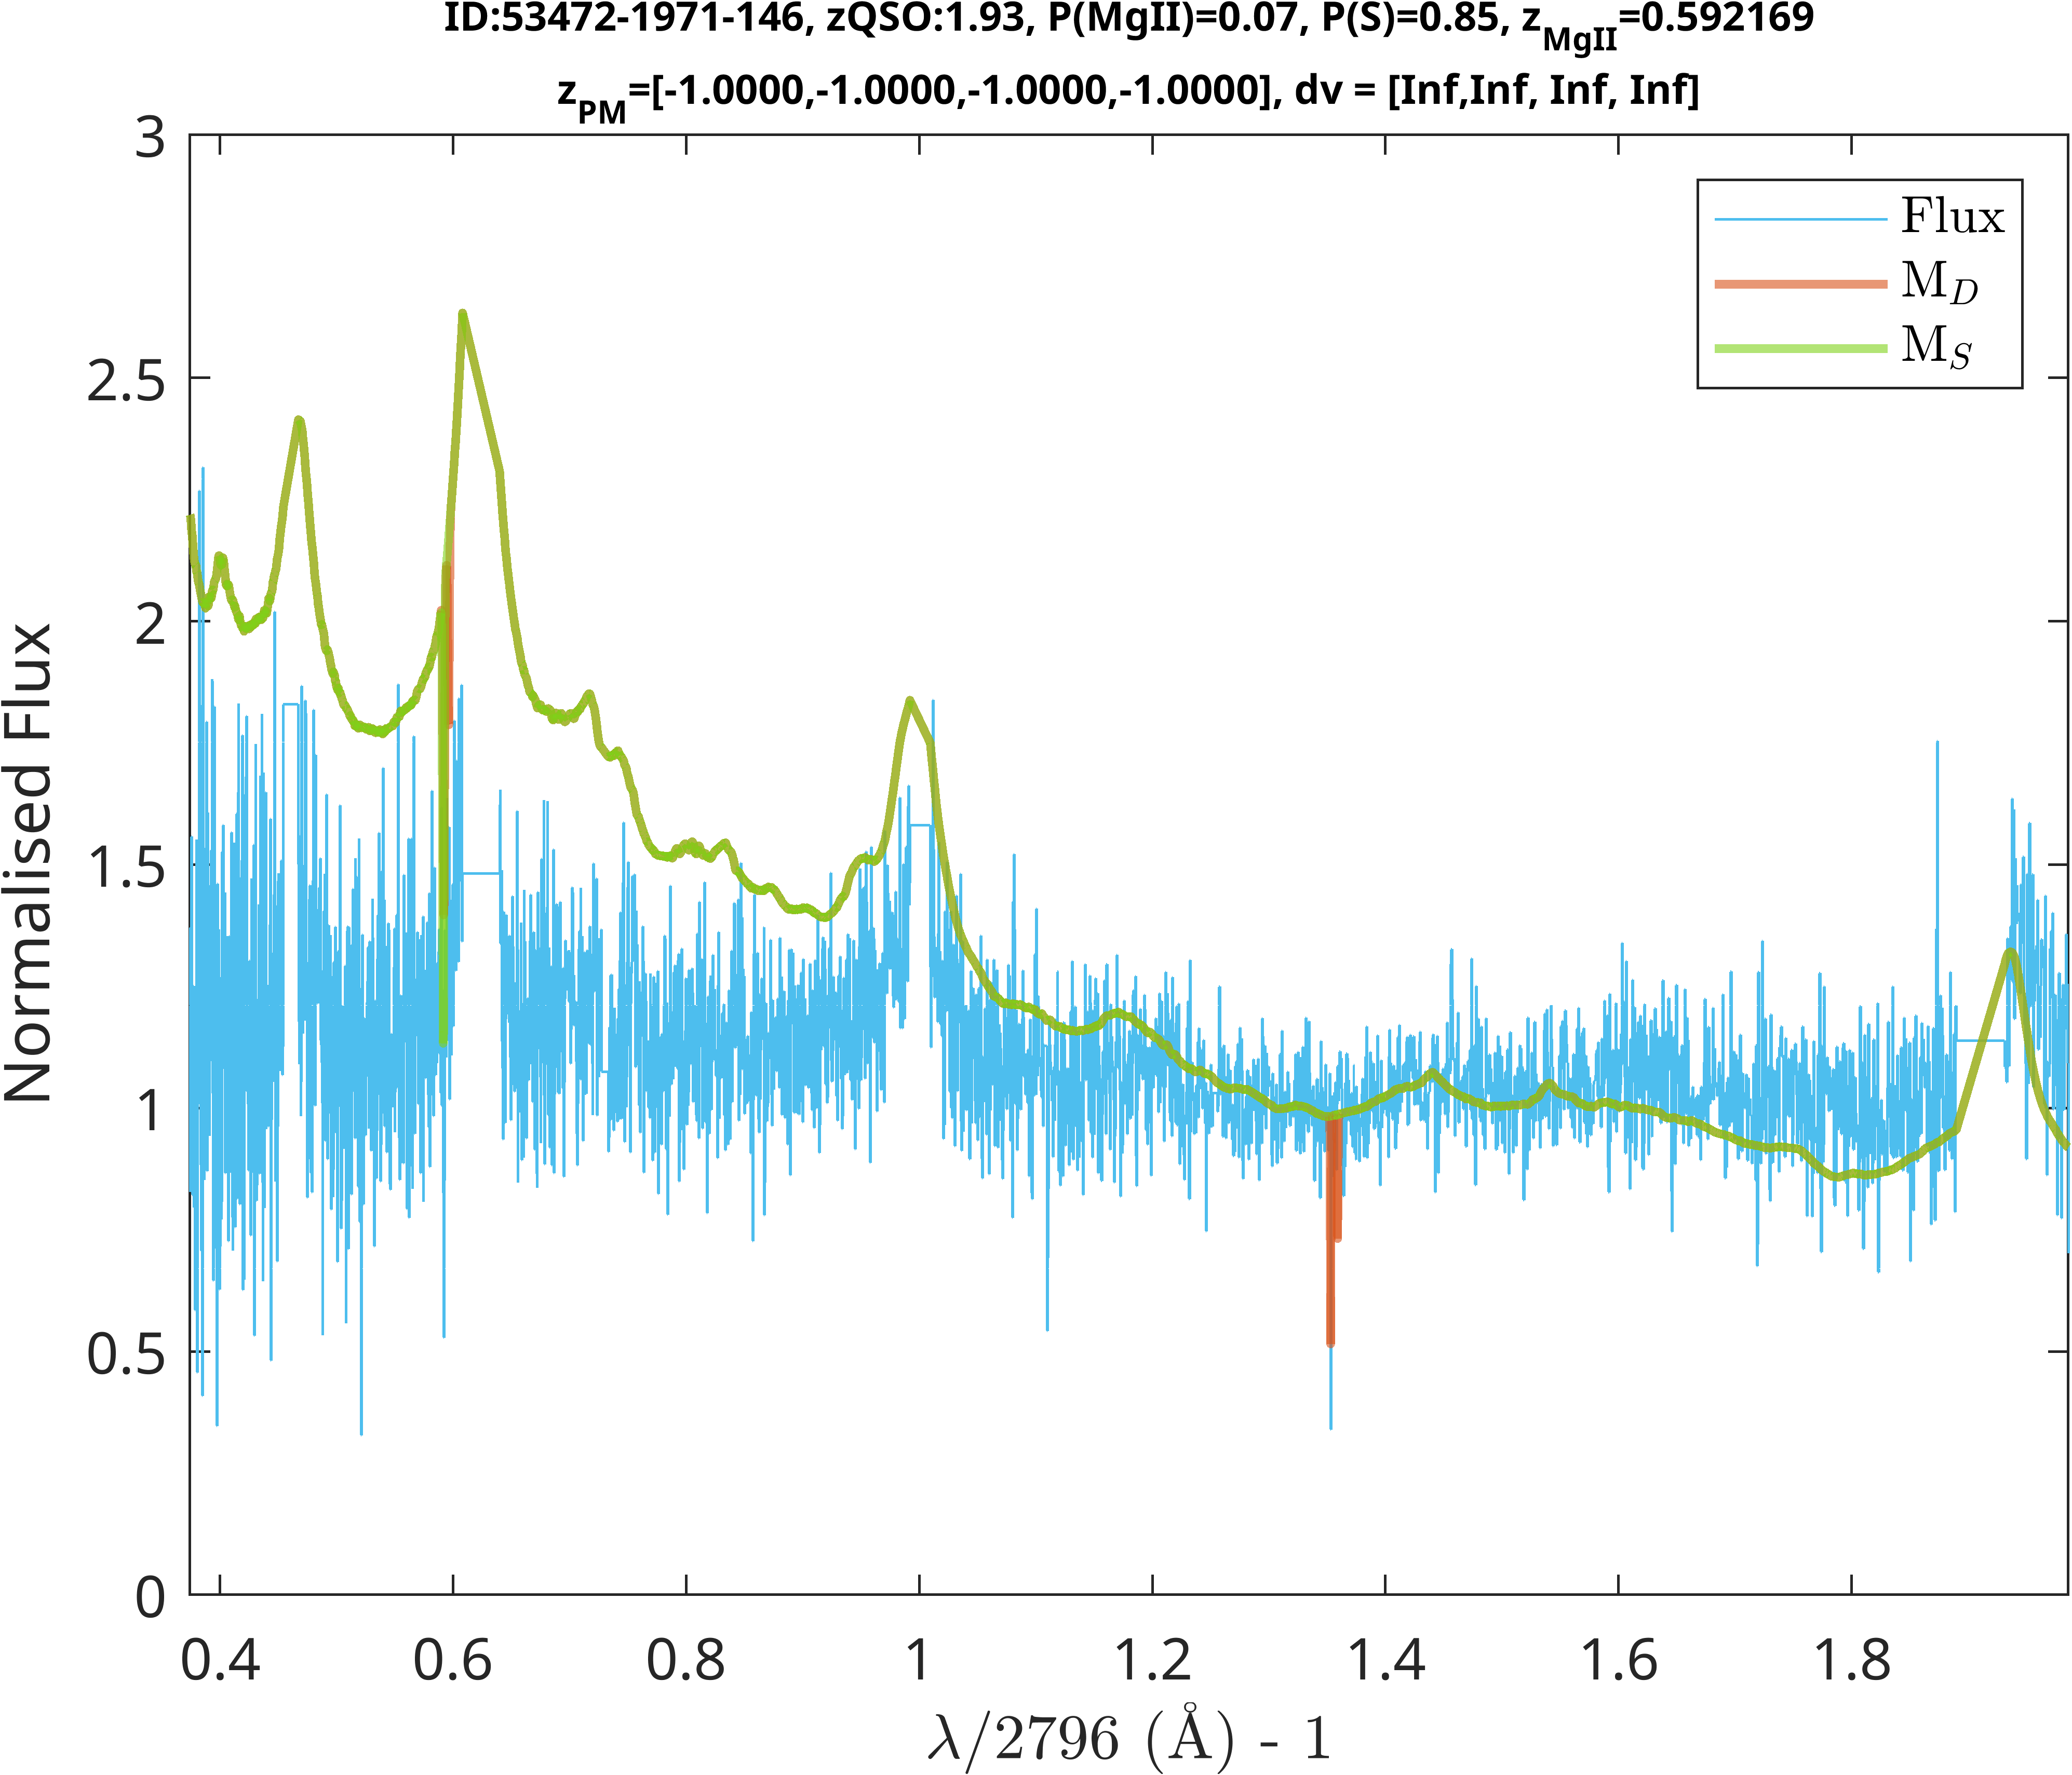 ID:53472-1971-146, zQSO:1.93, P(MgII)=0.07, P(S)=0.85, zMgII=0.592169
zPM=[-1.0000,-1.0000,-1.0000,-1.0000], dv = [Inf,Inf, Inf, Inf]
3
2.5
2
1.5
1
0.5
0
Normalised Flux
Flux
MD
MS
0.4 0.6 0.8 1 1.2 1.4 1.6 1.8
λ/2796 (Å) - 1